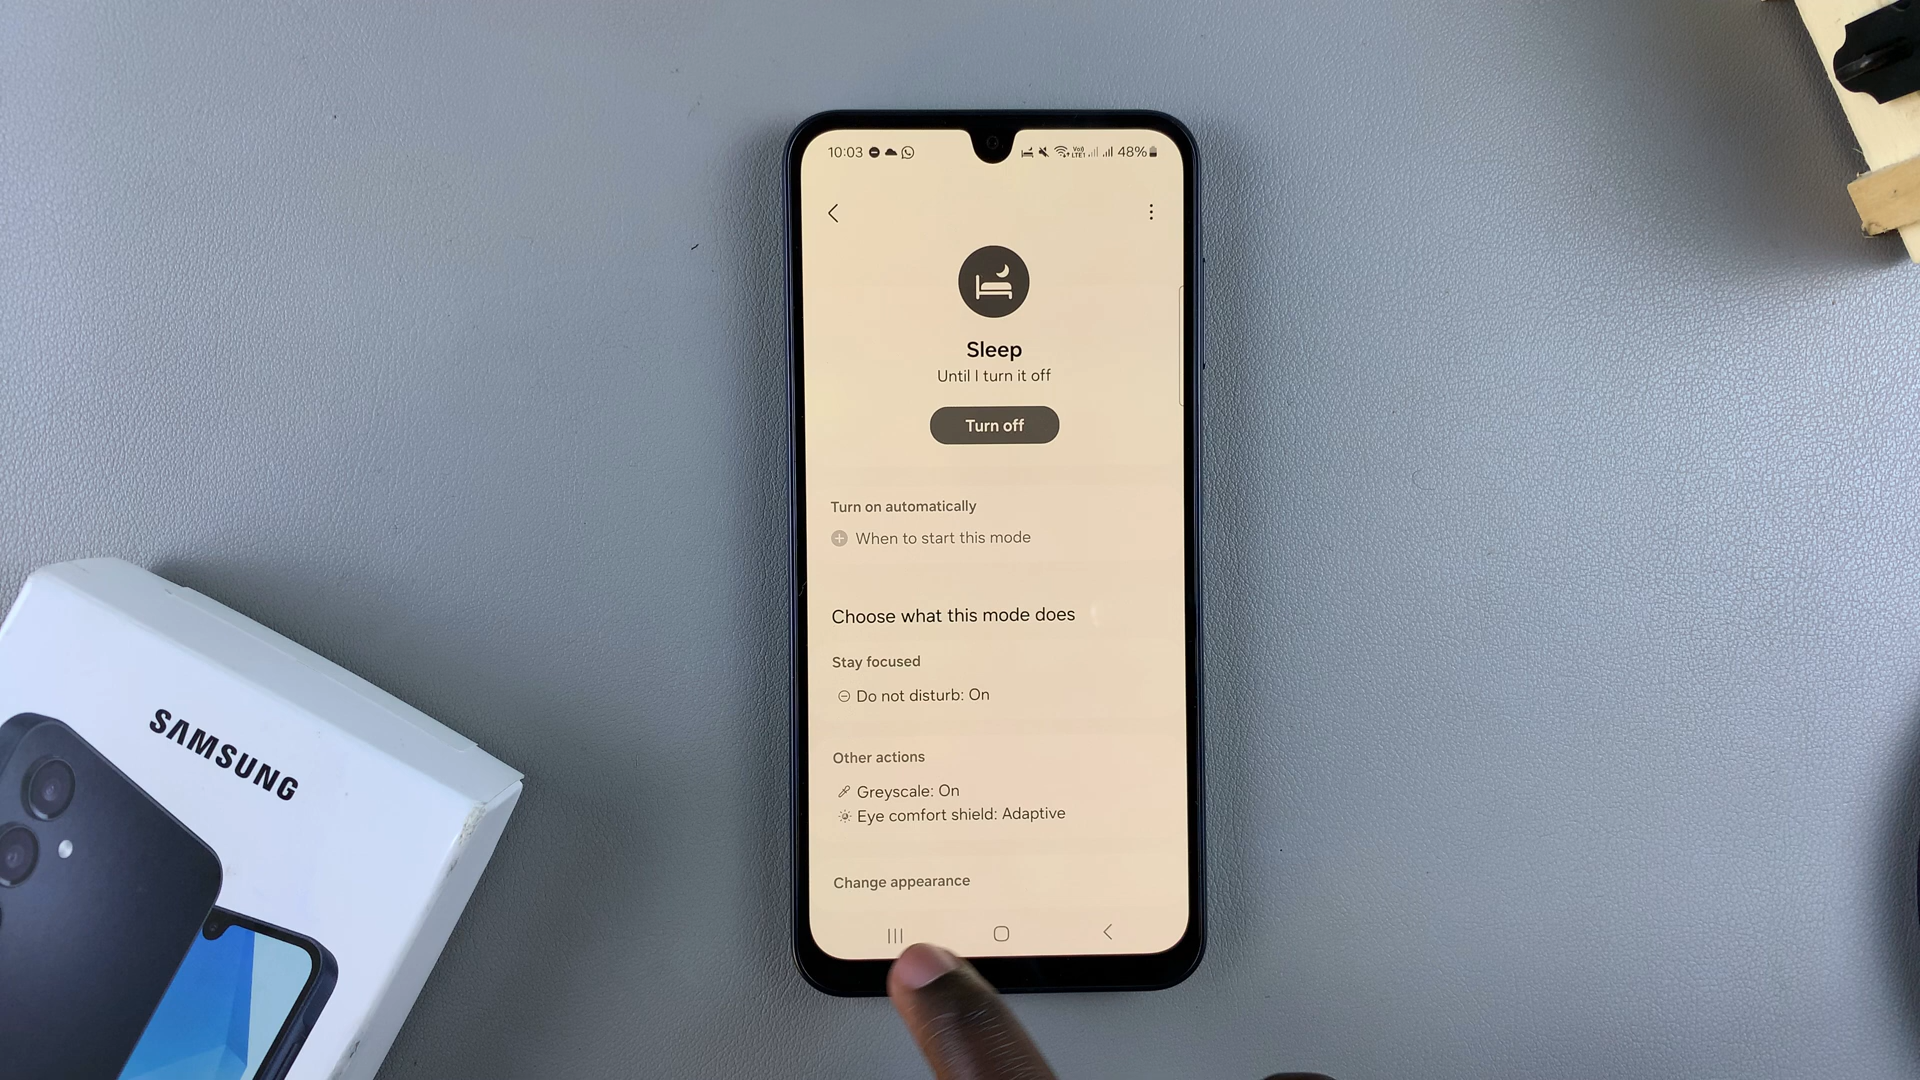 10:03 48%
Sleep
Until I turn it off
Turn off
Turn on automatically
When to start this mode
Choose what this mode does
Stay focused
Do not disturb: On
Other actions
Greyscale: On
Eye comfort shield: Adaptive
Change appearance
SAMSUNG